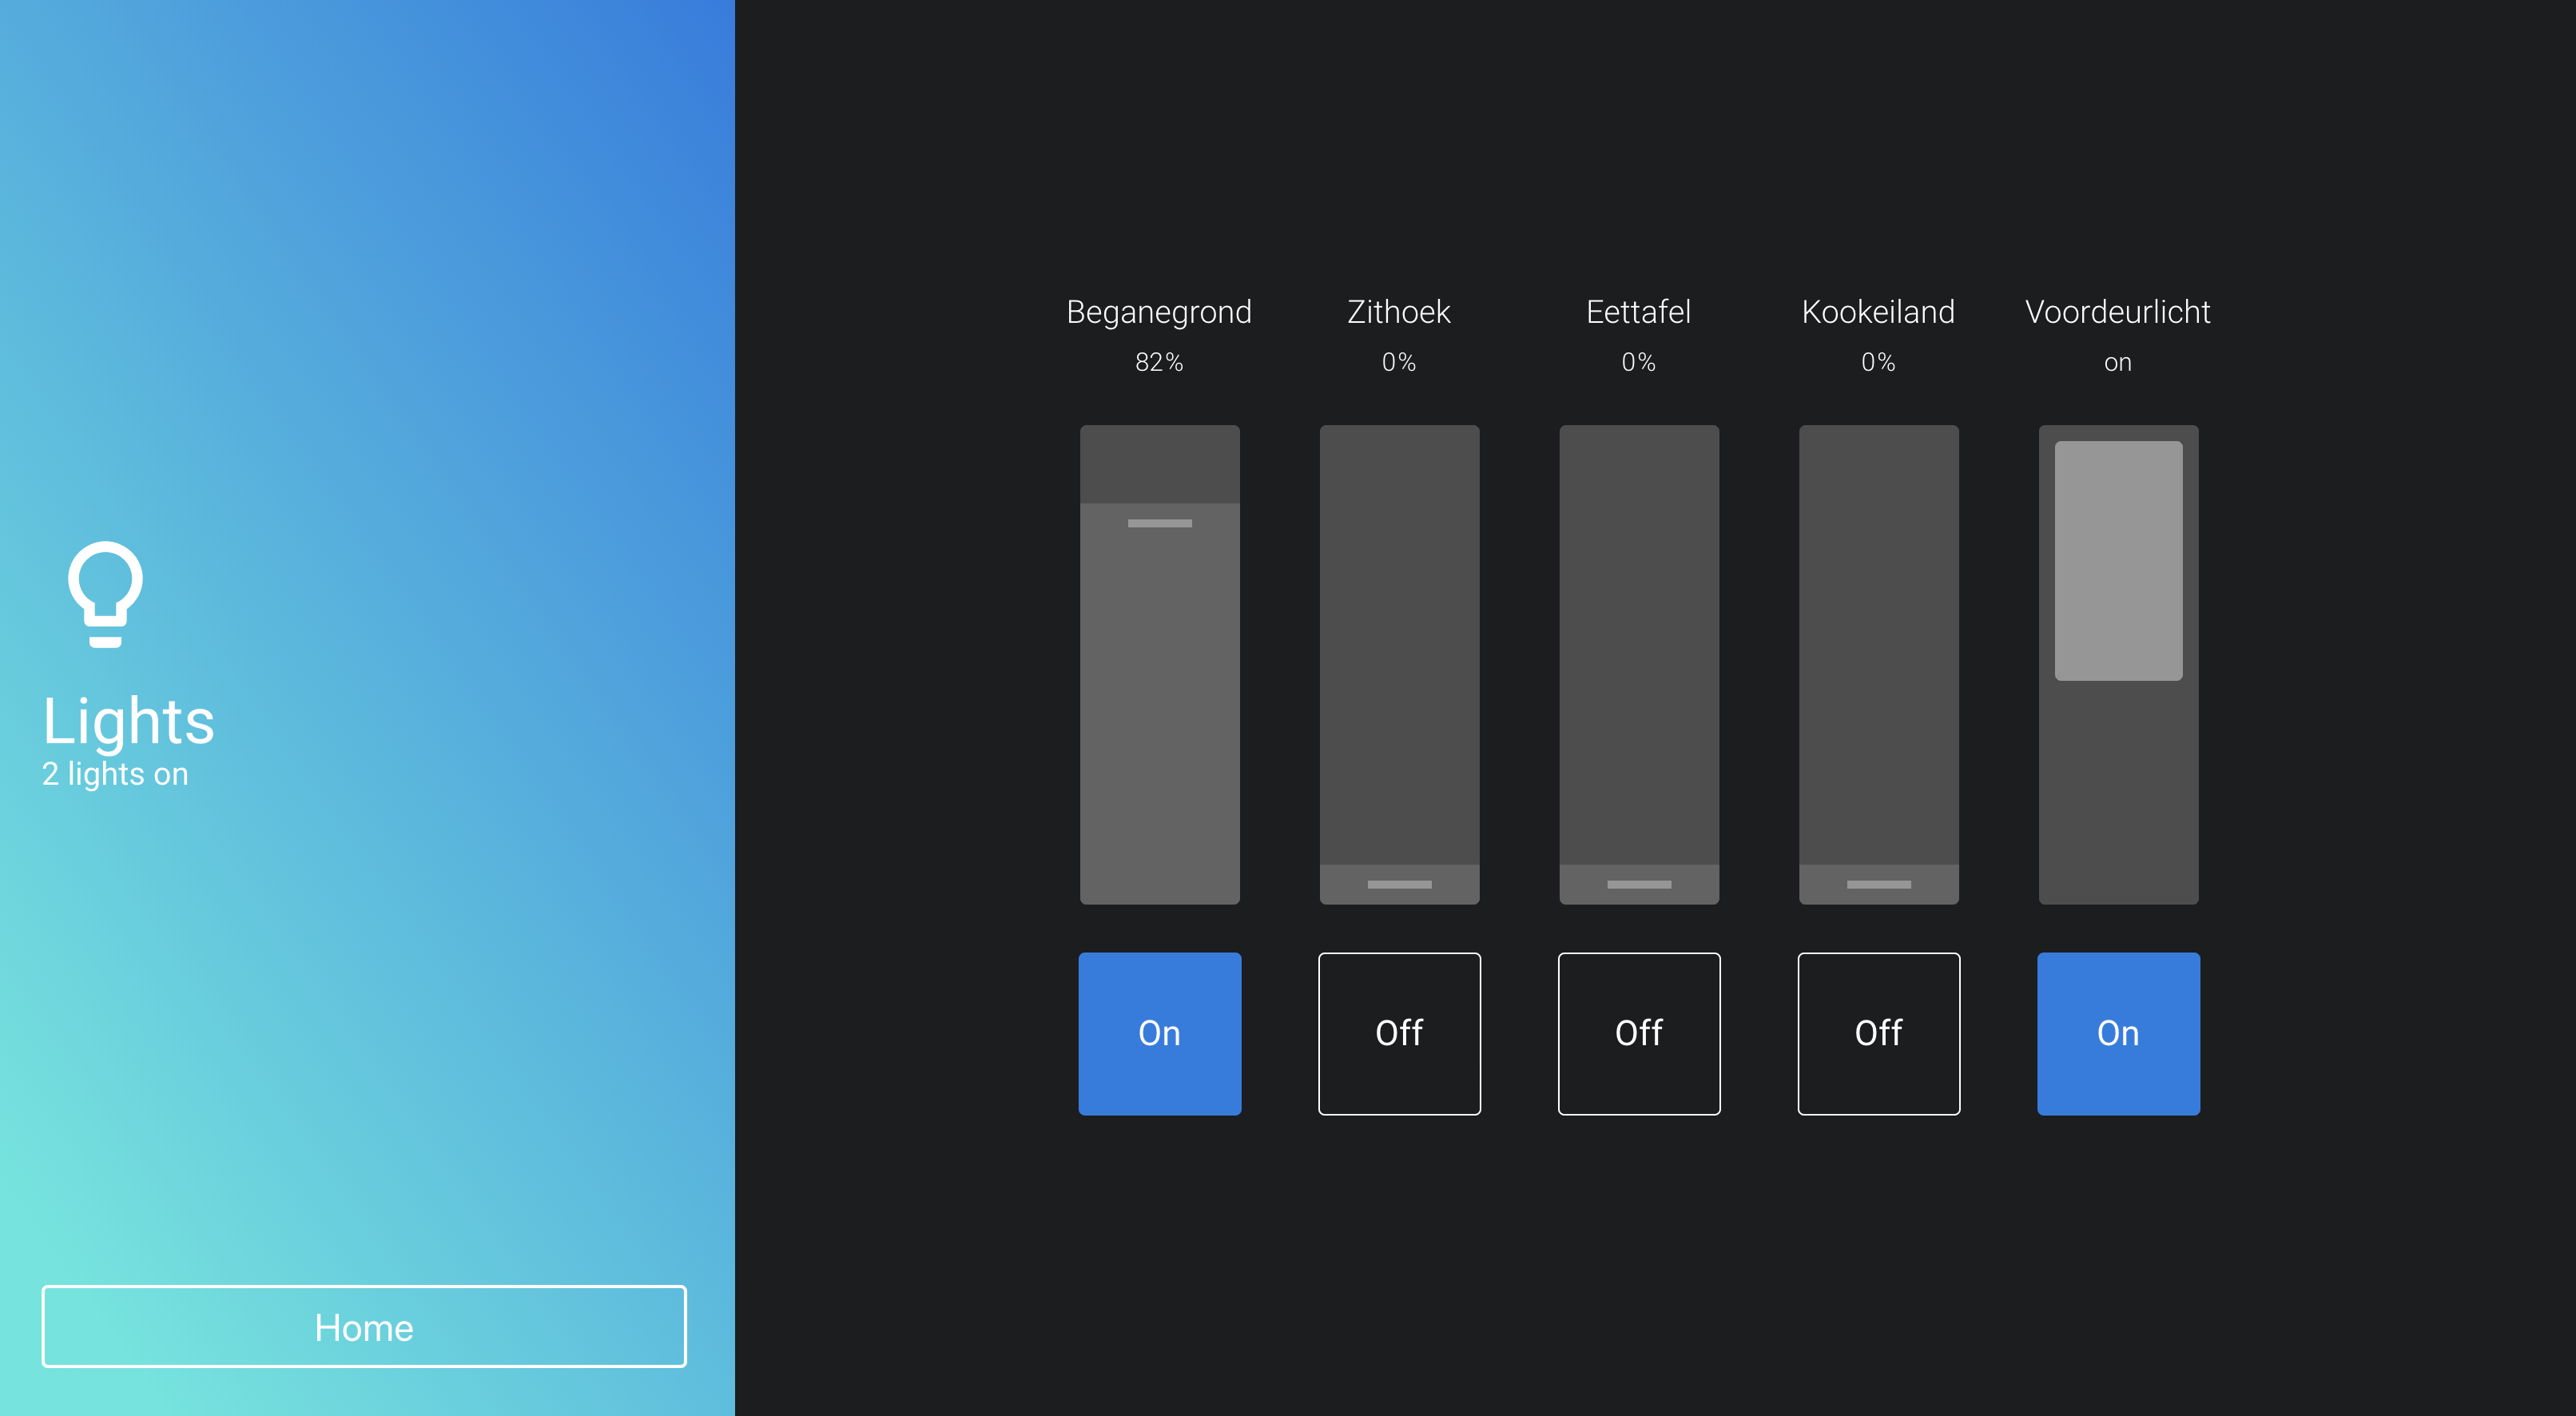 Lights
2 lights on
Home
Beganegrond
82%
Zithoek
0%
Eettafel
0%
Kookeiland
0%
Voordeurlicht
on
On
Off
Off
Off
On